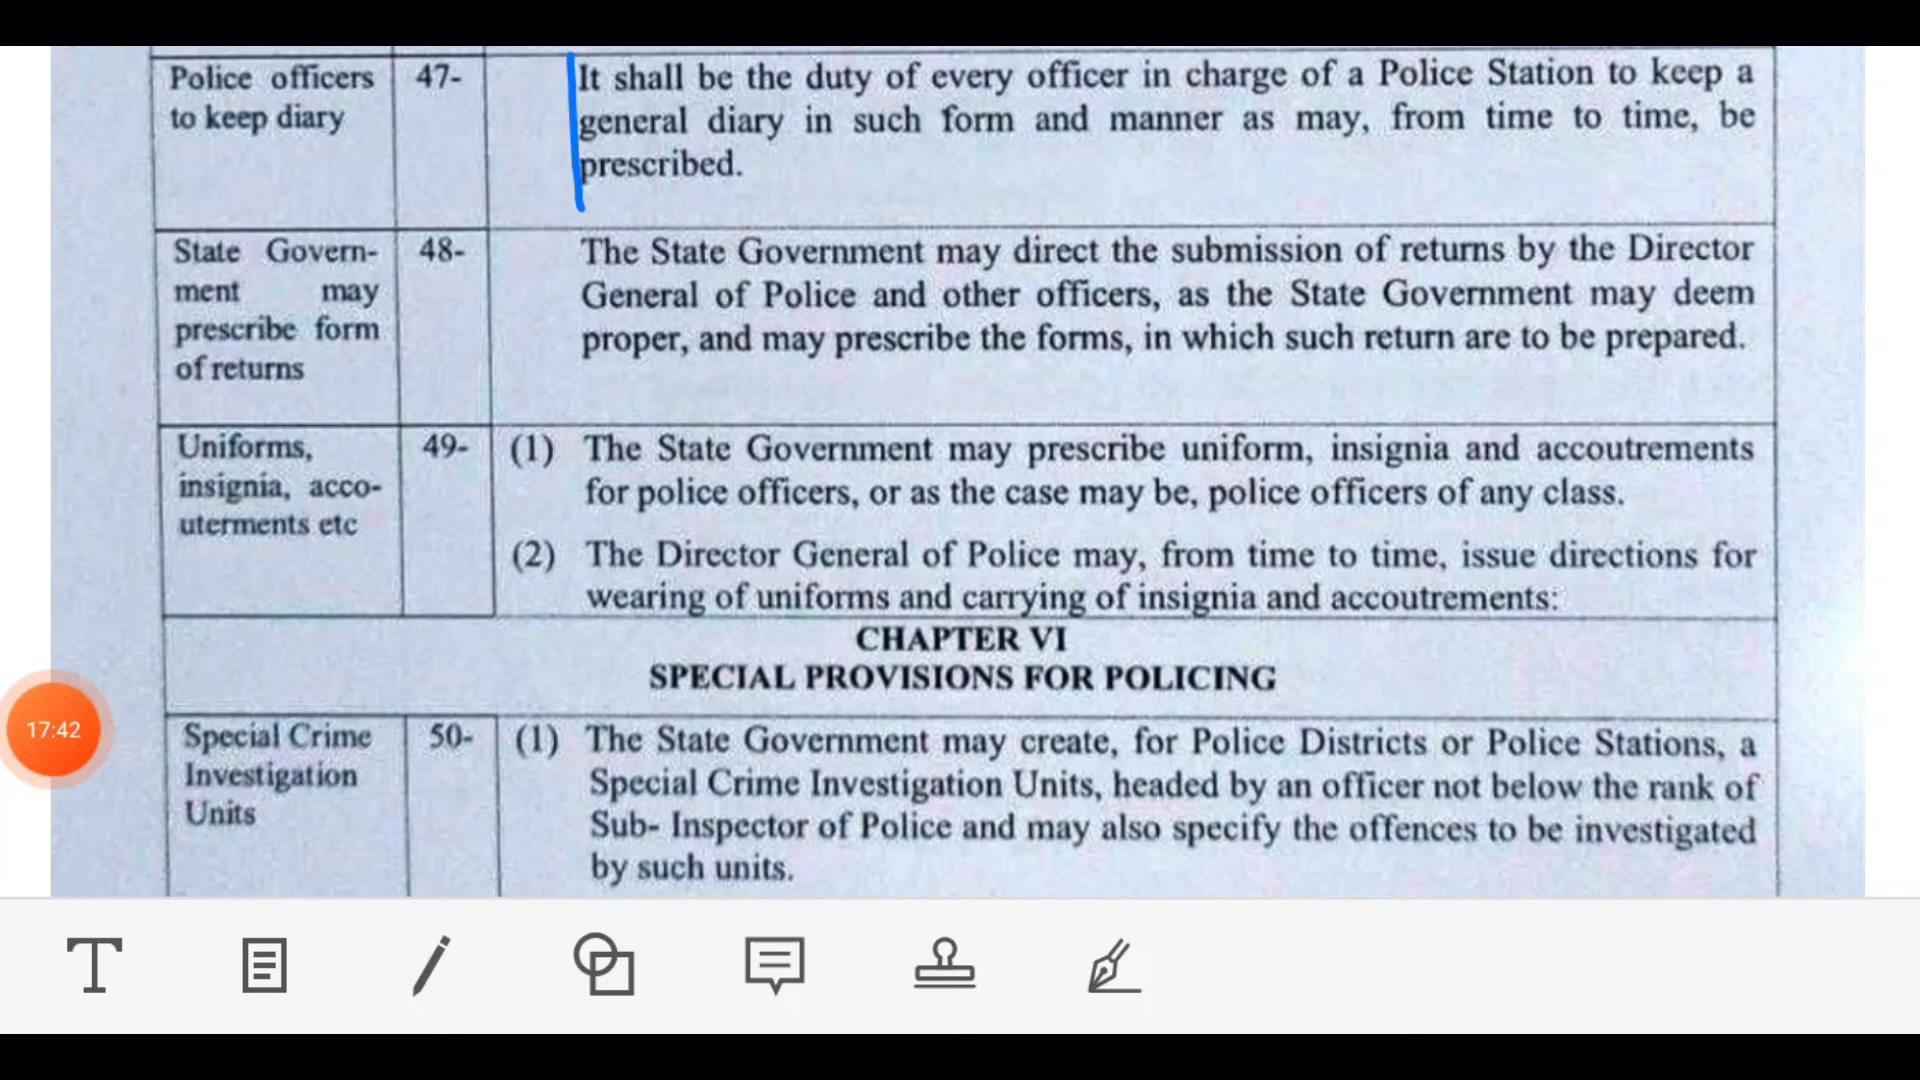 Police officers
to keep diary
47-
It shall be the duty of every officer in charge of a Police Station to keep a
general diary in such form and manner as may, from time to time, be
prescribed.
State Govern-
ment may
prescribe form
of returns
48-
The State Government may direct the submission of returns by the Director
General of Police and other officers, as the State Government may deem
proper, and may prescribe the forms, in which such return are to be prepared.
Uniforms,
insignia, acco-
uterments etc
49-
(1) The State Government may prescribe uniform, insignia and accoutrements
for police officers, or as the case may be, police officers of any class.
(2) The Director General of Police may, from time to time, issue directions for
wearing of uniforms and carrying of insignia and accoutrements:
CHAPTER VI
SPECIAL PROVISIONS FOR POLICING
Special Crime
Investigation
Units
50-
(1) The State Government may create, for Police Districts or Police Stations, a
Special Crime Investigation Units, headed by an officer not below the rank of
Sub- Inspector of Police and may also specify the offences to be investigated
by such units.
17:42
T